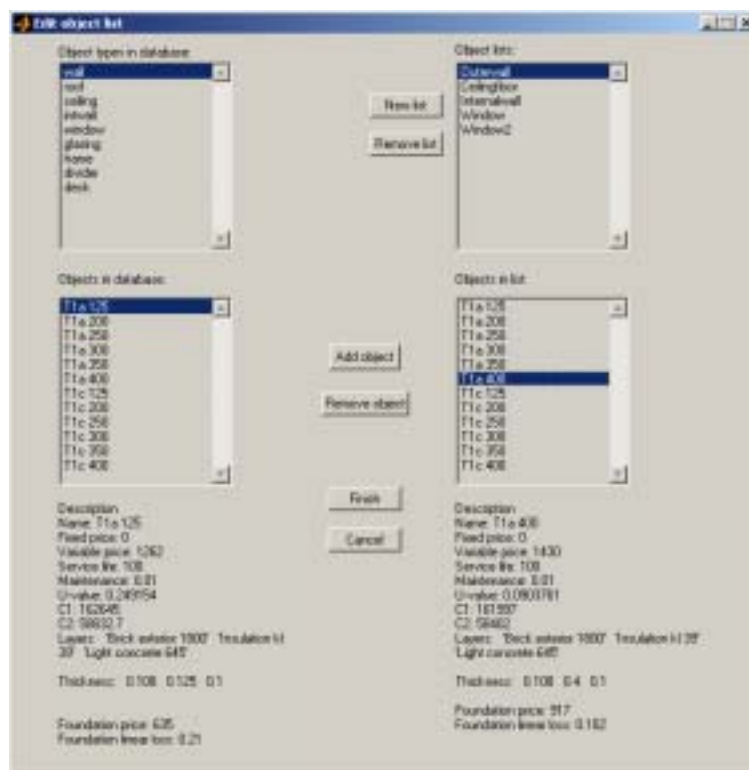 Edit object list
Object types in database:
wall
roof
ceiling
intwall
window
glazing
frame
divider
desk
New list
Remove list
Object lists:
Outerwall
Ceilingfloor
Internalwall
Window
Window2
Objects in database:
T1a 125
T1a 200
T1a 250
T1a 300
T1a 350
T1a 400
T1c 125
T1c 200
T1c 250
T1c 300
T1c 350
T1c 400
Add object
Remove object
Objects in list:
T1a 125
T1a 200
T1a 250
T1a 300
T1a 350
T1a 400
T1c 125
T1c 200
T1c 250
T1c 300
T1c 350
T1c 400
Finish
Cancel
Description
Name: T1a 125
Fixed price: 0
Variable price: 1262
Service life: 100
Maintenance: 0.01
U-value: 0.249154
C1: 162645
C2: 58632.7
Layers: 'Brick exterior 1800' 'Insulation kl
39' 'Light concrete 645'
Thickness: 0.108 0.125 0.1
Foundation price: 635
Foundation linear loss: 0.21
Description
Name: T1a 400
Fixed price: 0
Variable price: 1430
Service life: 100
Maintenance: 0.01
U-value: 0.0903761
C1: 161997
C2: 58482
Layers: 'Brick exterior 1800' 'Insulation kl 39'
'Light concrete 645'
Thickness: 0.108 0.4 0.1
Foundation price: 917
Foundation linear loss: 0.182